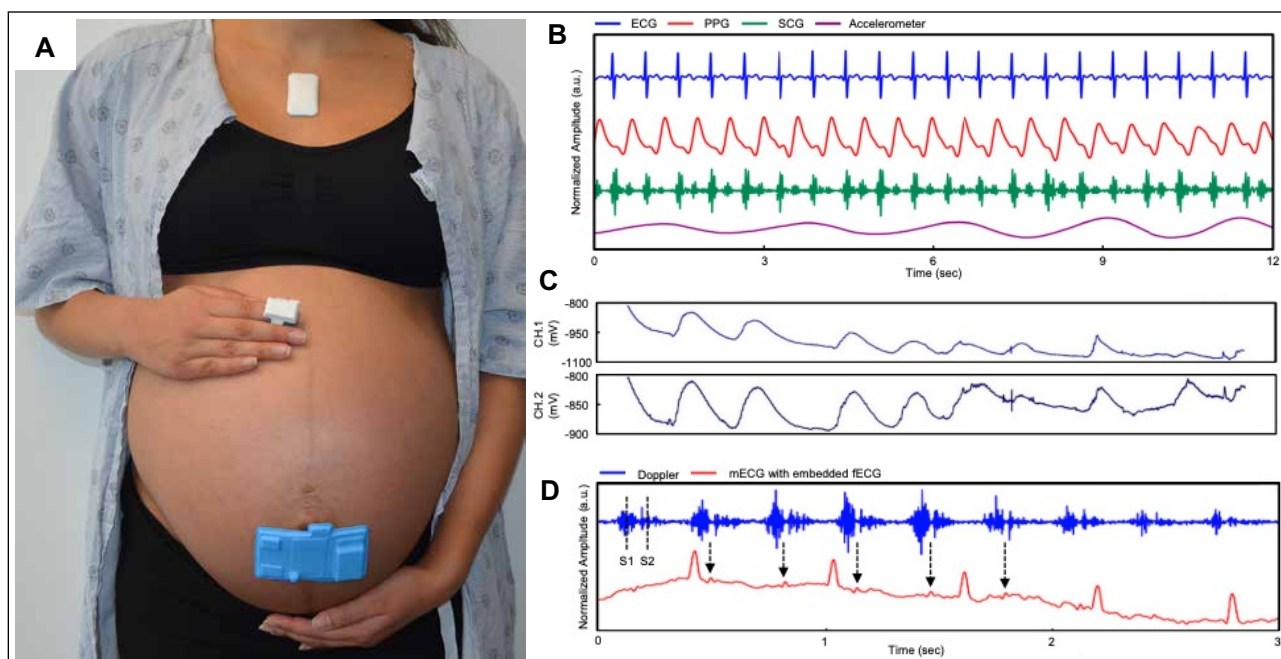 A
B
ECG PPG SCG Accelerometer
Normalized Amplitude (a.u.)
0 3 6 9 12
Time (sec)
C
-800
-950
-1100
CH.1
(mV)
-800
-850
-900
CH.2
(mV)
D
Doppler mECG with embedded fECG
Normalized Amplitude (a.u.)
S1 S2
0 1 2 3
Time (sec)